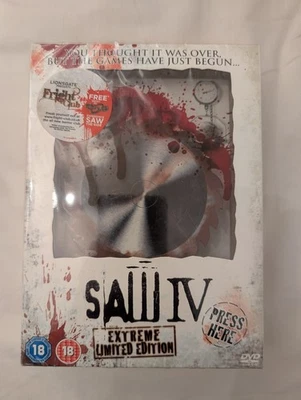 YOU THOUGHT IT WAS OVER,
BUT THE GAMES HAVE JUST BEGUN...
LIONSGATE
Fright
club
FREE
SAW
SAW IV
EXTREME
LIMITED EDITION
PRESS
HERE
18
18
DVD